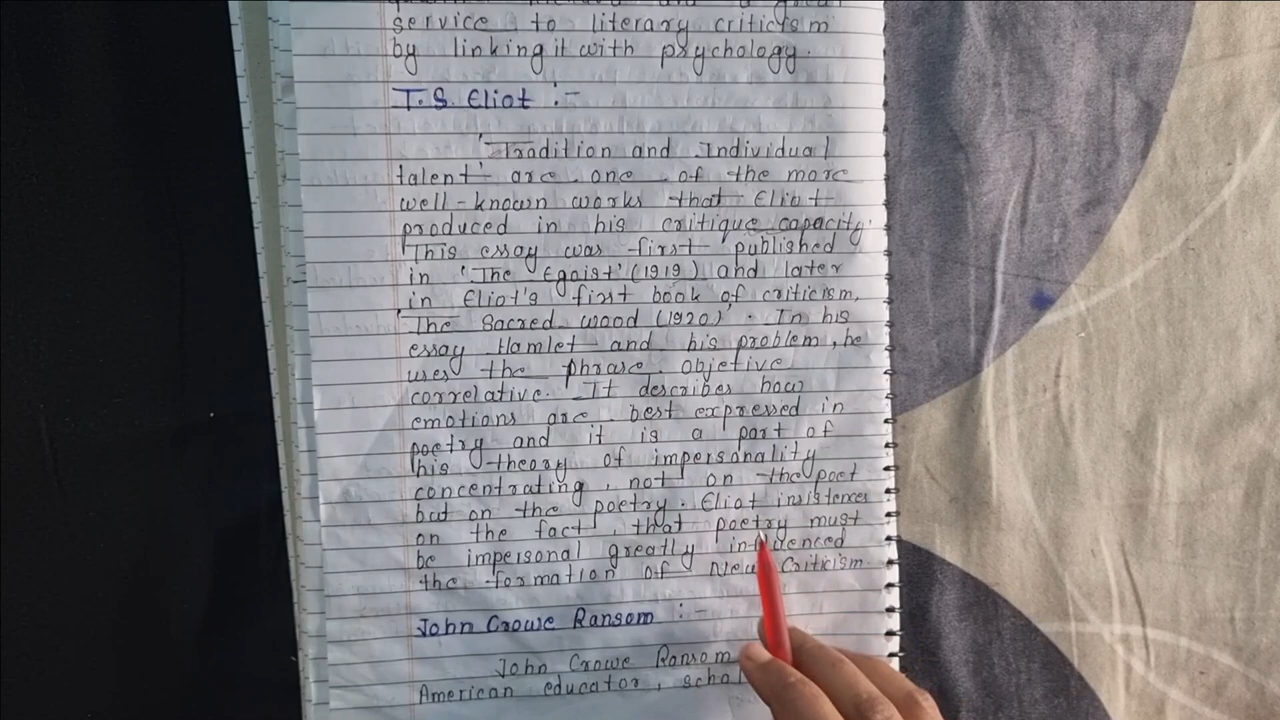 service to literary criticism
by linking it with psychology.
T. S. Eliot :-
'Tradition and Individual
talent' are one of the more
well-known works that Eliot
produced in his critique capacity.
This essay was first published
in 'The Egoist' (1919) and later
in Eliot's first book of criticism,
'The Sacred wood (1920)'. In his
essay Hamlet and his problem, he
uses the phrase objetive
correlative. It describes how
emotions are best expressed in
poetry and it is a part of
his theory of impersonality
concentrating, not on the poet
but on the poetry. Eliot insistences
on the fact, that poetry must
be impersonal greatly influenced
the formation of New Criticism.
John Crowe Ransom :-
John Crowe Ransom
American educator, schol